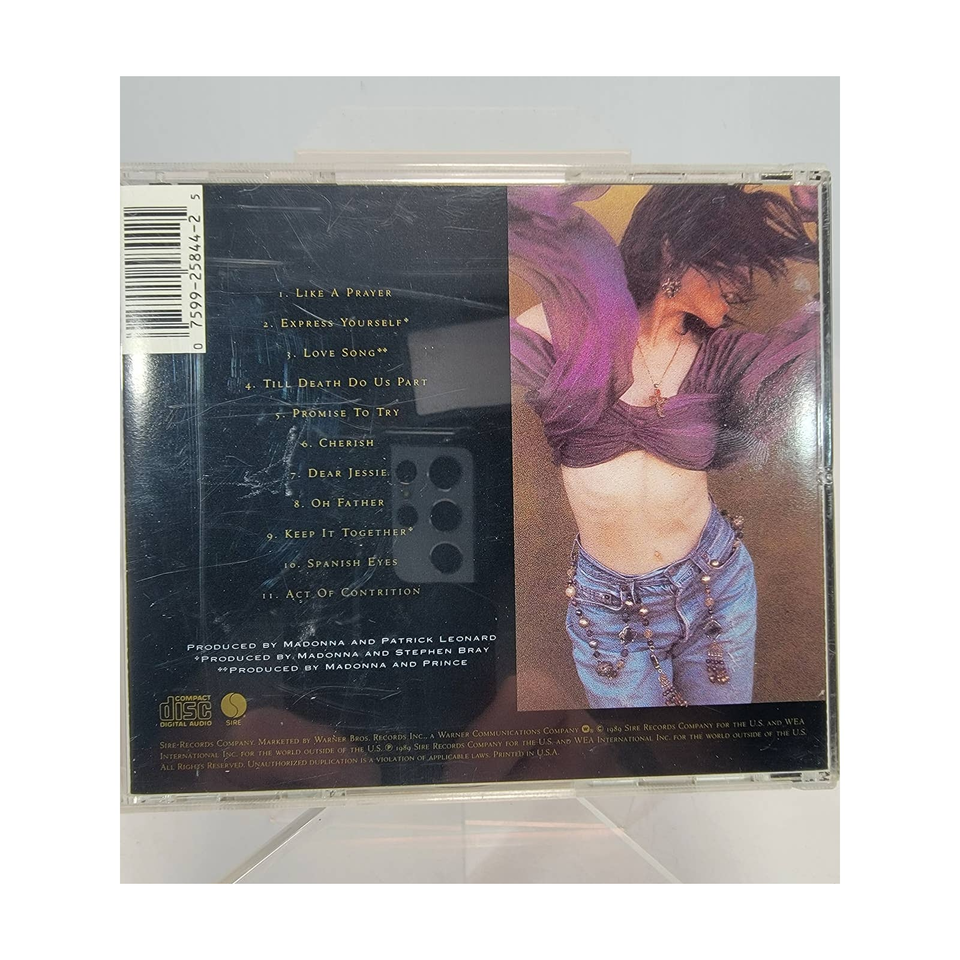 0 7599-25844-2 5
1. LIKE A PRAYER
2. EXPRESS YOURSELF*
3. LOVE SONG**
4. TILL DEATH DO US PART
5. PROMISE TO TRY
6. CHERISH
7. DEAR JESSIE
8. OH FATHER
9. KEEP IT TOGETHER*
10. SPANISH EYES
11. ACT OF CONTRITION
PRODUCED BY MADONNA AND PATRICK LEONARD
*PRODUCED BY MADONNA AND STEPHEN BRAY
**PRODUCED BY MADONNA AND PRINCE
COMPACT
disc
DIGITAL AUDIO
SIRE
SIRE RECORDS COMPANY. MARKETED BY WARNER BROS. RECORDS INC., A WARNER COMMUNICATIONS COMPANY © 1989 SIRE RECORDS COMPANY FOR THE U.S. AND WEA
INTERNATIONAL INC. FOR THE WORLD OUTSIDE OF THE U.S. ℗ 1989 SIRE RECORDS COMPANY FOR THE U.S. AND WEA INTERNATIONAL INC. FOR THE WORLD OUTSIDE OF THE U.S.
ALL RIGHTS RESERVED. UNAUTHORIZED DUPLICATION IS A VIOLATION OF APPLICABLE LAWS. PRINTED IN U.S.A.